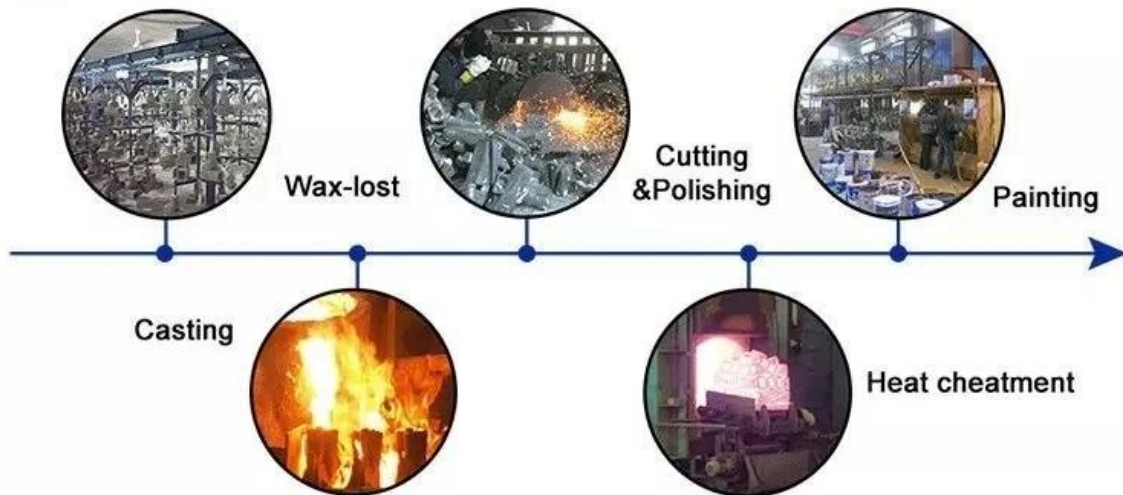 Wax-lost
Cutting
&Polishing
Painting
Casting
Heat cheatment